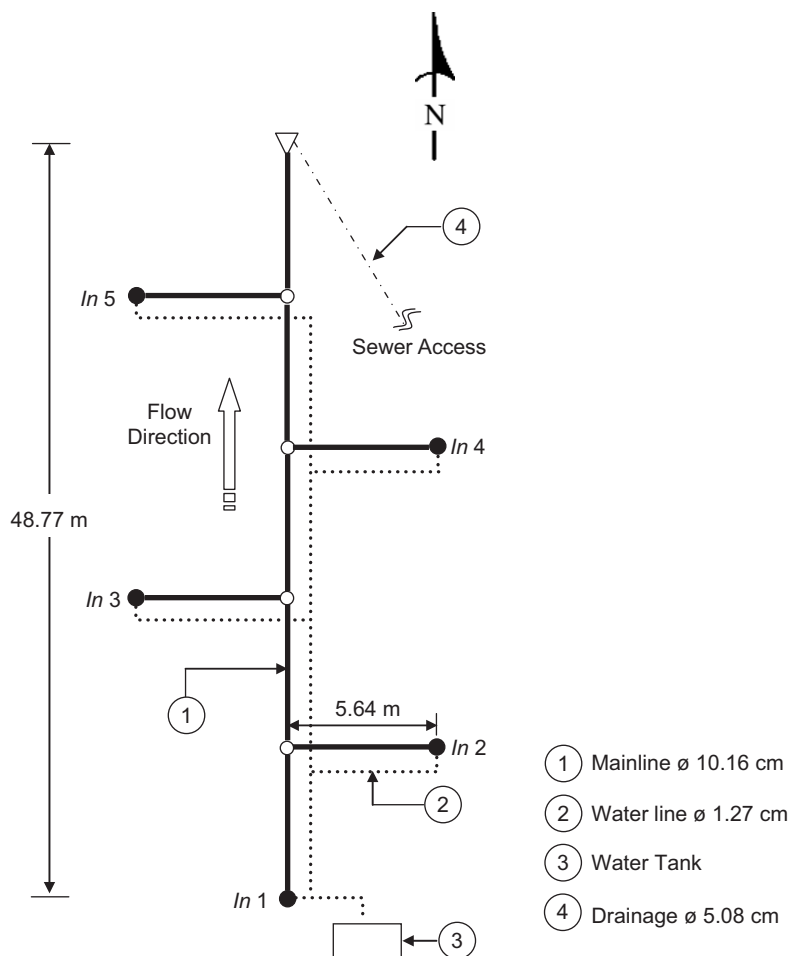 N
4
In 5
Sewer Access
Flow
Direction
In 4
48.77 m
In 3
1
5.64 m
In 2
2
1 Mainline ø 10.16 cm
2 Water line ø 1.27 cm
3 Water Tank
4 Drainage ø 5.08 cm
In 1
3